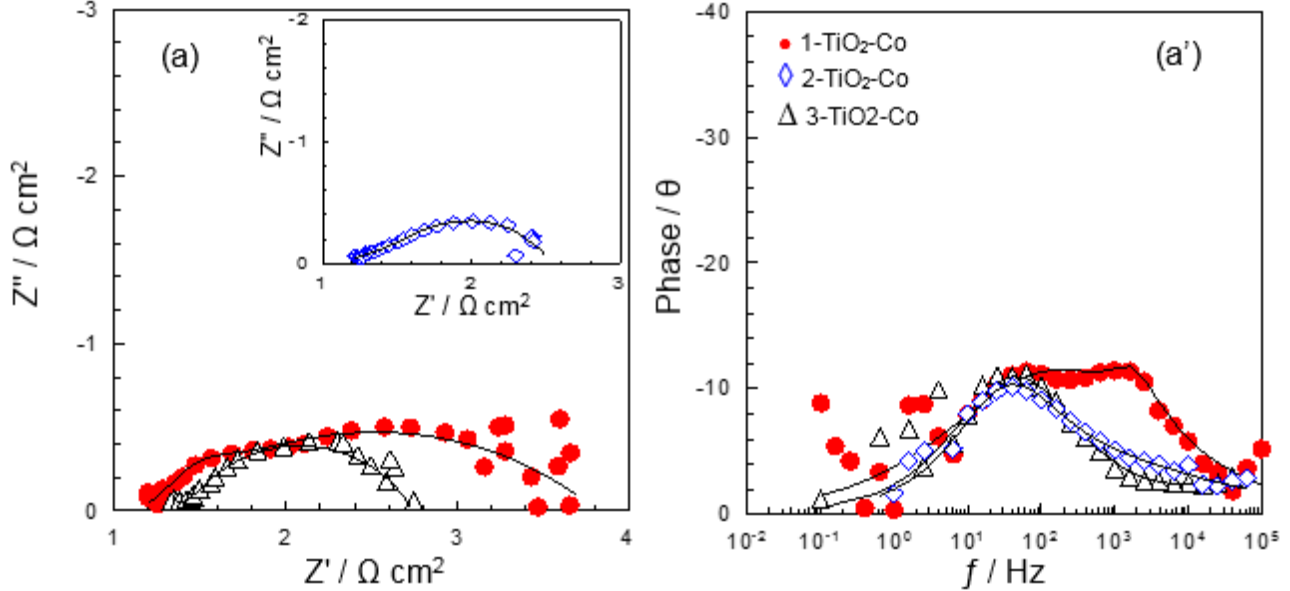 (a)
Z" / Ω cm²
-3
-2
-1
0
1
2
3
4
Z' / Ω cm²
Z" / Ω cm²
-2
-1
0
1
2
3
Z' / Ω cm²
(a')
1-TiO₂-Co
2-TiO₂-Co
3-TiO2-Co
Phase / θ
-40
-30
-20
-10
0
10⁻²
10⁻¹
10⁰
10¹
10²
10³
10⁴
10⁵
ƒ / Hz